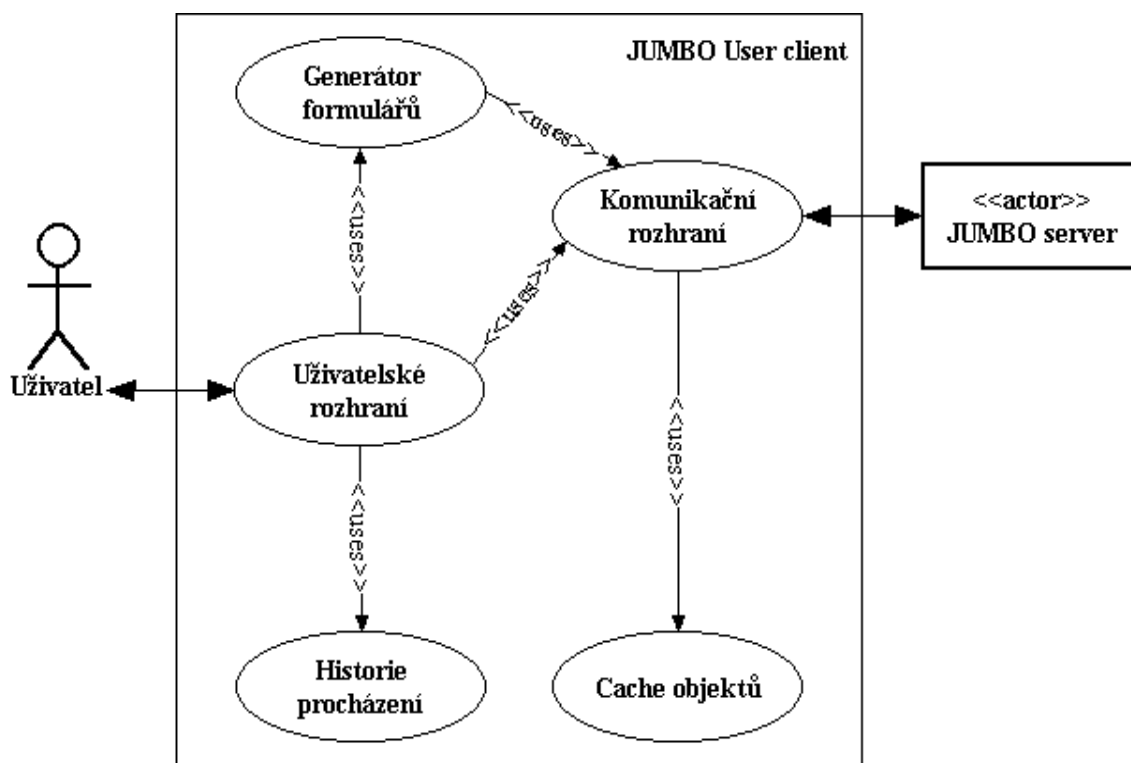 JUMBO User client
Generátor
formulářů
<<uses>>
Komunikační
rozhraní
<<actor>>
JUMBO server
<<uses>>
<<uses>>
Uživatel
Uživatelské
rozhraní
<<uses>>
<<uses>>
Historie
procházení
Cache objektů